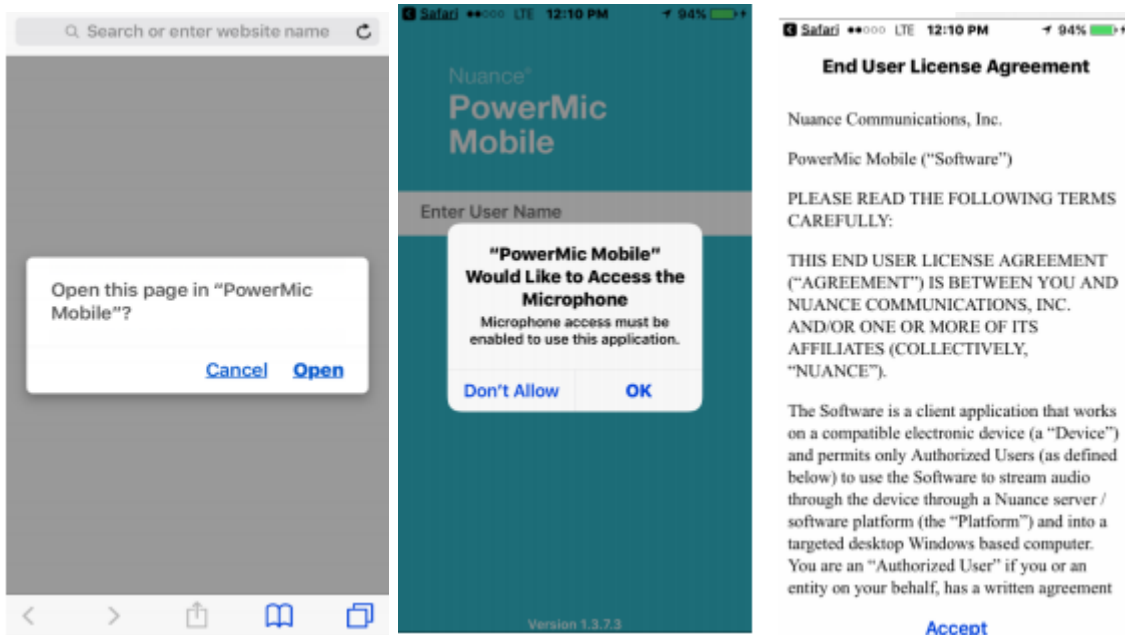 Search or enter website name
Open this page in “PowerMic
Mobile”?
Cancel Open
Safari LTE 12:10 PM 94%
Nuance®
PowerMic
Mobile
Enter User Name
“PowerMic Mobile”
Would Like to Access the
Microphone
Microphone access must be
enabled to use this application.
Don’t Allow OK
Version 1.3.7.3
Safari LTE 12:10 PM 94%
End User License Agreement
Nuance Communications, Inc.
PowerMic Mobile (“Software”)
PLEASE READ THE FOLLOWING TERMS
CAREFULLY:
THIS END USER LICENSE AGREEMENT
(“AGREEMENT”) IS BETWEEN YOU AND
NUANCE COMMUNICATIONS, INC.
AND/OR ONE OR MORE OF ITS
AFFILIATES (COLLECTIVELY,
“NUANCE”).
The Software is a client application that works
on a compatible electronic device (a “Device”)
and permits only Authorized Users (as defined
below) to use the Software to stream audio
through the device through a Nuance server /
software platform (the “Platform”) and into a
targeted desktop Windows based computer.
You are an “Authorized User” if you or an
entity on your behalf, has a written agreement
Accept